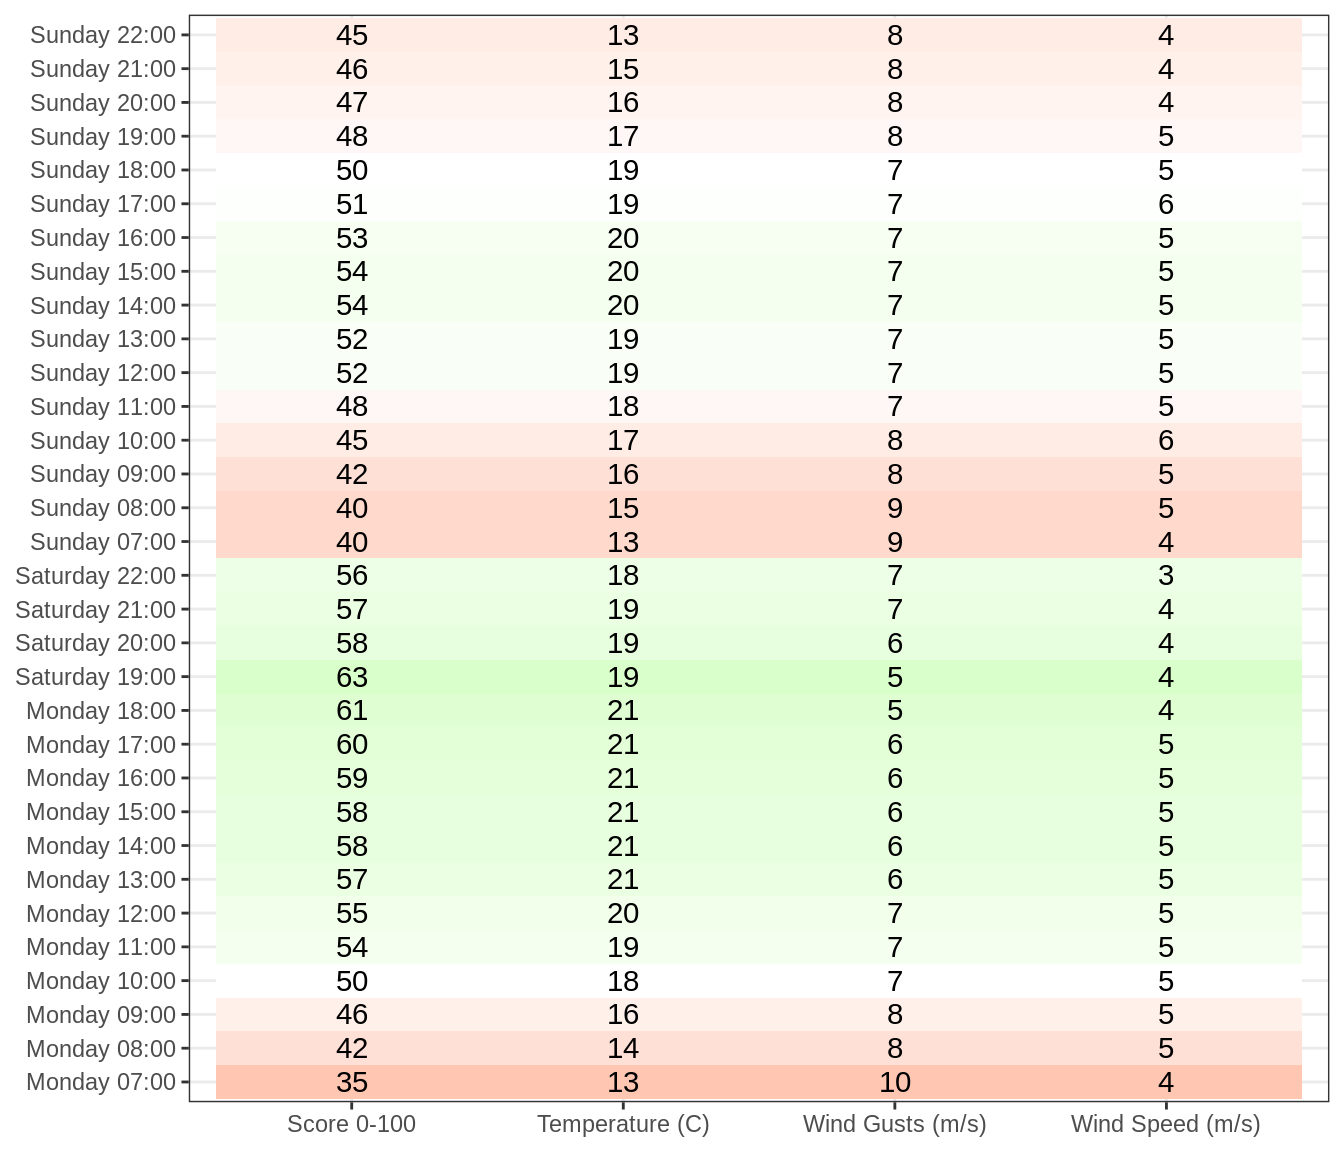 Sunday 22:00 45 13 8 4
Sunday 21:00 46 15 8 4
Sunday 20:00 47 16 8 4
Sunday 19:00 48 17 8 5
Sunday 18:00 50 19 7 5
Sunday 17:00 51 19 7 6
Sunday 16:00 53 20 7 5
Sunday 15:00 54 20 7 5
Sunday 14:00 54 20 7 5
Sunday 13:00 52 19 7 5
Sunday 12:00 52 19 7 5
Sunday 11:00 48 18 7 5
Sunday 10:00 45 17 8 6
Sunday 09:00 42 16 8 5
Sunday 08:00 40 15 9 5
Sunday 07:00 40 13 9 4
Saturday 22:00 56 18 7 3
Saturday 21:00 57 19 7 4
Saturday 20:00 58 19 6 4
Saturday 19:00 63 19 5 4
Monday 18:00 61 21 5 4
Monday 17:00 60 21 6 5
Monday 16:00 59 21 6 5
Monday 15:00 58 21 6 5
Monday 14:00 58 21 6 5
Monday 13:00 57 21 6 5
Monday 12:00 55 20 7 5
Monday 11:00 54 19 7 5
Monday 10:00 50 18 7 5
Monday 09:00 46 16 8 5
Monday 08:00 42 14 8 5
Monday 07:00 35 13 10 4
Score 0-100 Temperature (C) Wind Gusts (m/s) Wind Speed (m/s)